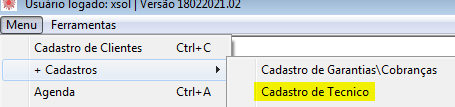 Usuário logado: xsol | Versão 18022021.02
Menu Ferramentas
Cadastro de Clientes Ctrl+C
+ Cadastros
Cadastro de Garantias\Cobranças
Agenda Ctrl+A
Cadastro de Tecnico